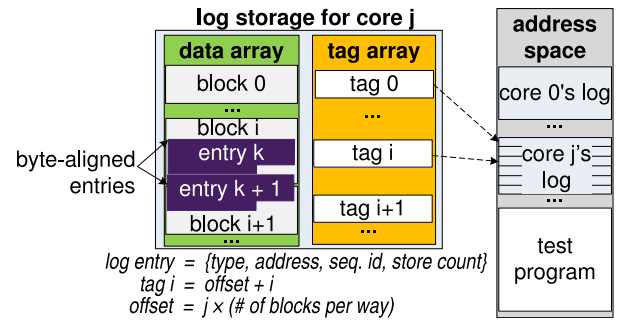 log storage for core j
data array
tag array
address
space
block 0
tag 0
core 0's log
...
...
...
block i
entry k
tag i
core j's
log
byte-aligned
entries
entry k + 1
block i+1
tag i+1
...
...
...
test
program
log entry = {type, address, seq. id, store count}
tag i = offset + i
offset = j × (# of blocks per way)